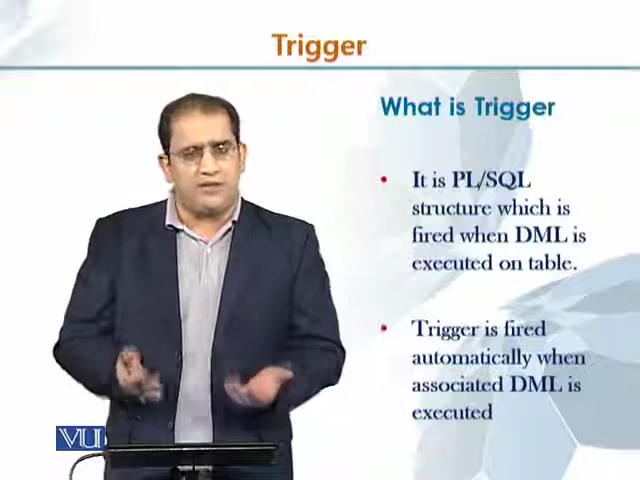 Trigger
What is Trigger
• It is PL/SQL
structure which is
fired when DML is
executed on table.
• Trigger is fired
automatically when
associated DML is
executed
VU